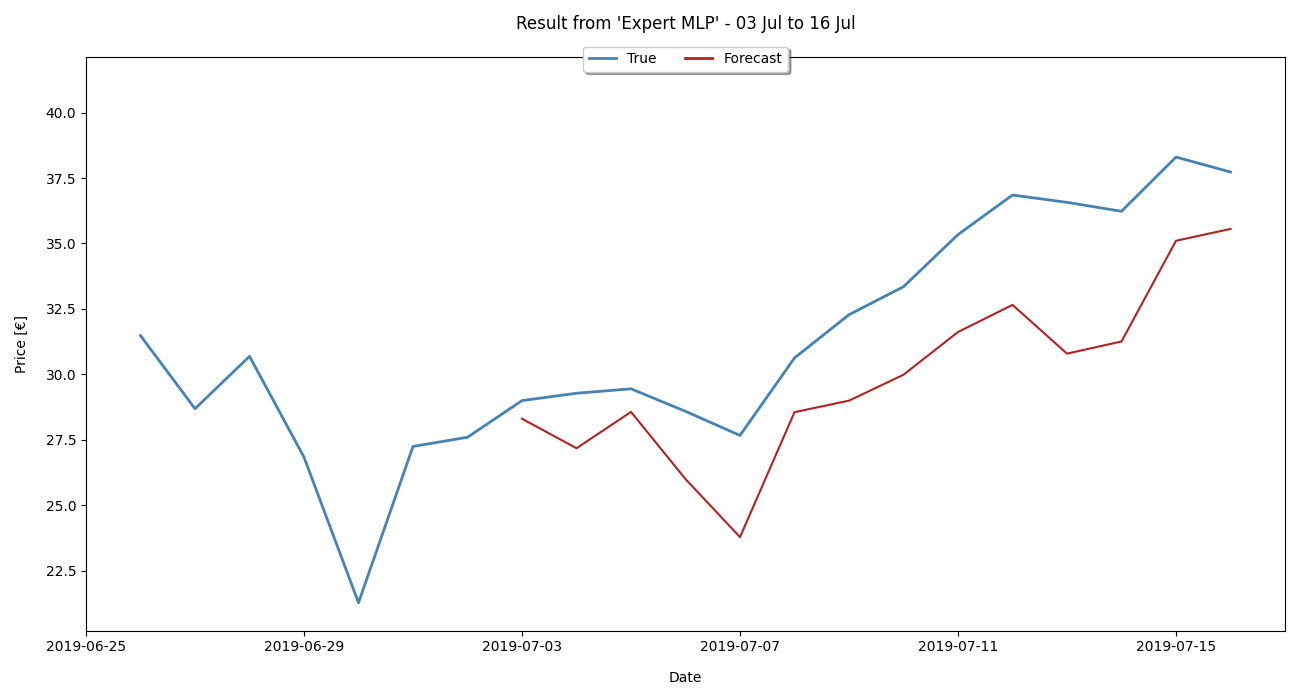 Result from 'Expert MLP' - 03 Jul to 16 Jul
True Forecast
40.0
37.5
35.0
32.5
30.0
27.5
25.0
22.5
Price [€]
2019-06-25 2019-06-29 2019-07-03 2019-07-07 2019-07-11 2019-07-15
Date